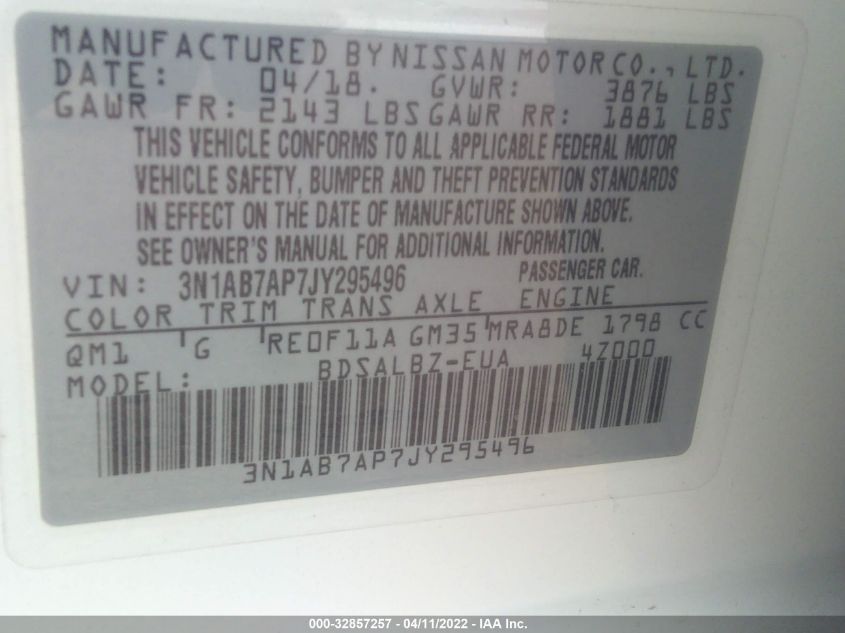 MANUFACTURED BY NISSAN MOTOR CO., LTD.
DATE: 04/18. GVWR: 3876 LBS
GAWR FR: 2143 LBS GAWR RR: 1881 LBS
THIS VEHICLE CONFORMS TO ALL APPLICABLE FEDERAL MOTOR
VEHICLE SAFETY, BUMPER AND THEFT PREVENTION STANDARDS
IN EFFECT ON THE DATE OF MANUFACTURE SHOWN ABOVE.
SEE OWNER'S MANUAL FOR ADDITIONAL INFORMATION.
VIN: 3N1AB7AP7JY295496 PASSENGER CAR.
COLOR TRIM TRANS AXLE ENGINE
QM1 G RE0F11A GM35 MRA8DE 1798 CC
MODEL: BDSALBZ-EUA 4Z000
3N1AB7AP7JY295496
000-32857257 - 04/11/2022 - IAA Inc.